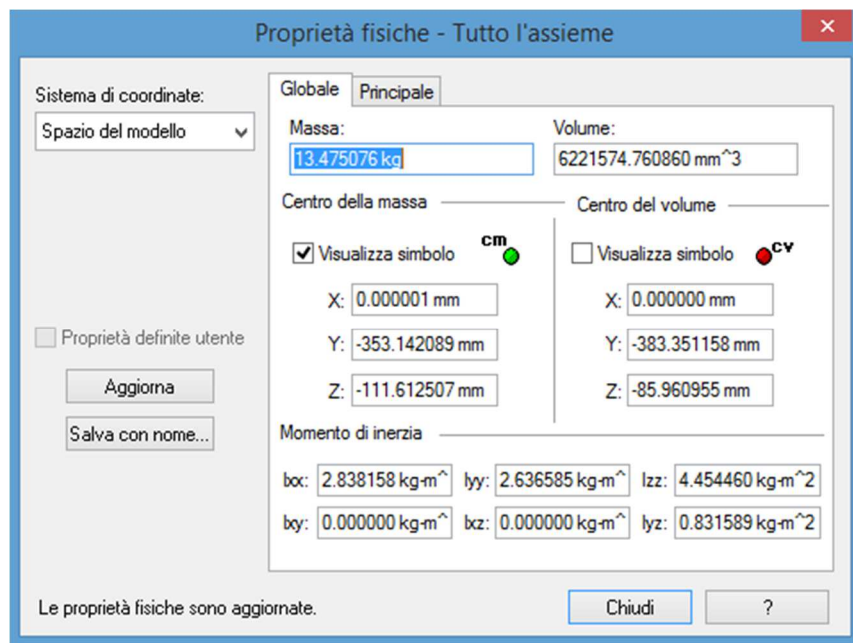 Proprietà fisiche - Tutto l'assieme
Sistema di coordinate:
Spazio del modello
Globale Principale
Massa: Volume:
13.475076 kg 6221574.760860 mm^3
Centro della massa Centro del volume
Visualizza simbolo cm Visualizza simbolo cv
X: 0.000001 mm X: 0.000000 mm
Proprietà definite utente Y: -353.142089 mm Y: -383.351158 mm
Aggiorna Z: -111.612507 mm Z: -85.960955 mm
Salva con nome... Momento di inerzia
Ixx: 2.838158 kg-m^ Iyy: 2.636585 kg-m^ Izz: 4.454460 kg-m^2
Ixy: 0.000000 kg-m^ Ixz: 0.000000 kg-m^ Iyz: 0.831589 kg-m^2
Le proprietà fisiche sono aggiornate. Chiudi ?